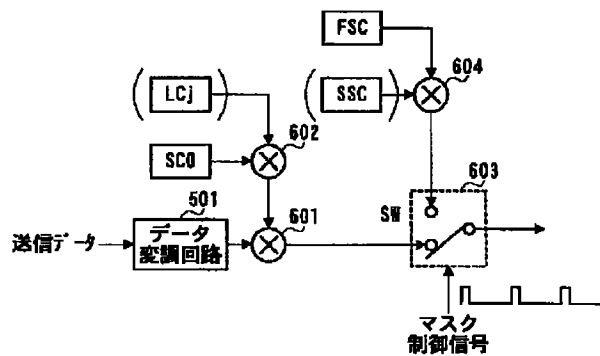 FSC
604
(LCj)
(SSC)
602
SC0
603
501
601
SW
送信データ
データ
変調回路
マスク
制御信号